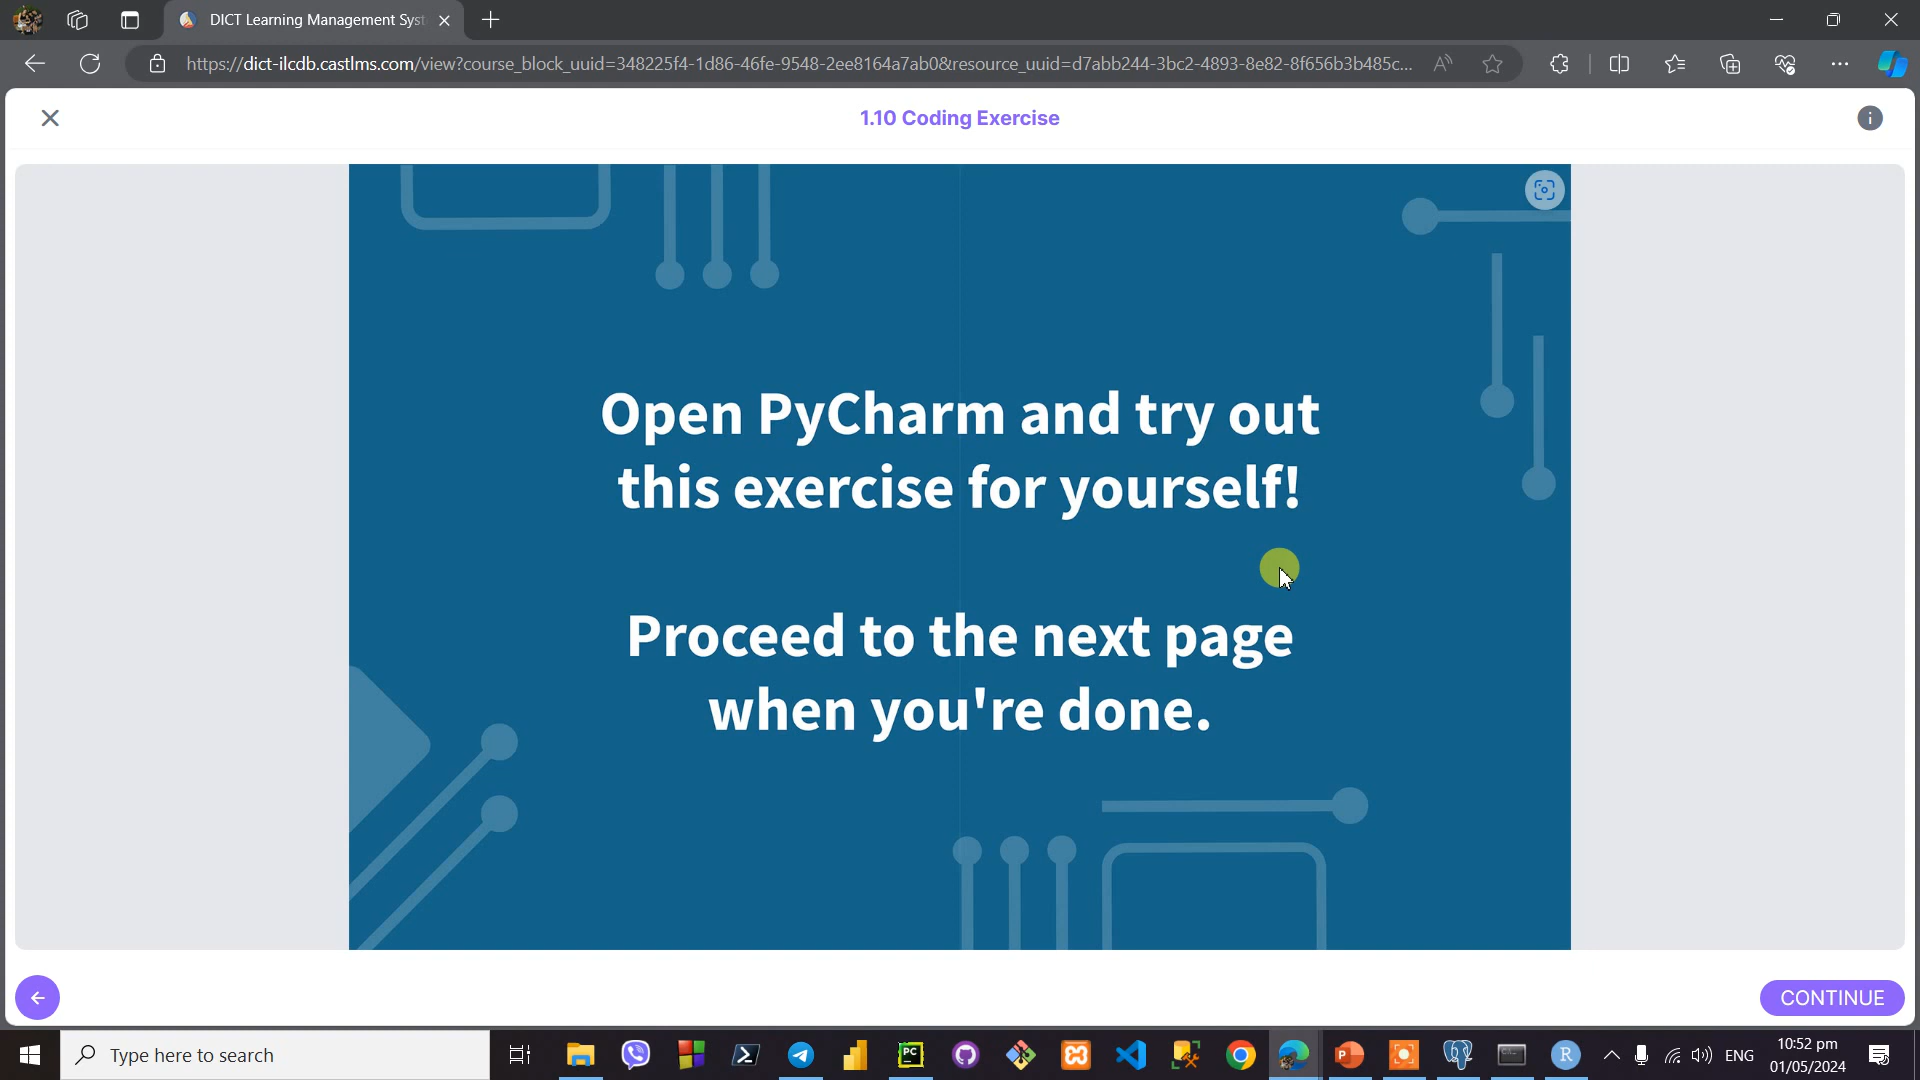 DICT Learning Management Syst
https://dict-ilcdb.castlms.com/view?course_block_uuid=348225f4-1d86-46fe-9548-2ee8164a7ab0&resource_uuid=d7abb244-3bc2-4893-8e82-8f656b3b485c...
1.10 Coding Exercise
Open PyCharm and try out
this exercise for yourself!
Proceed to the next page
when you're done.
CONTINUE
Type here to search
PC
P
R
ENG
10:52 pm
01/05/2024